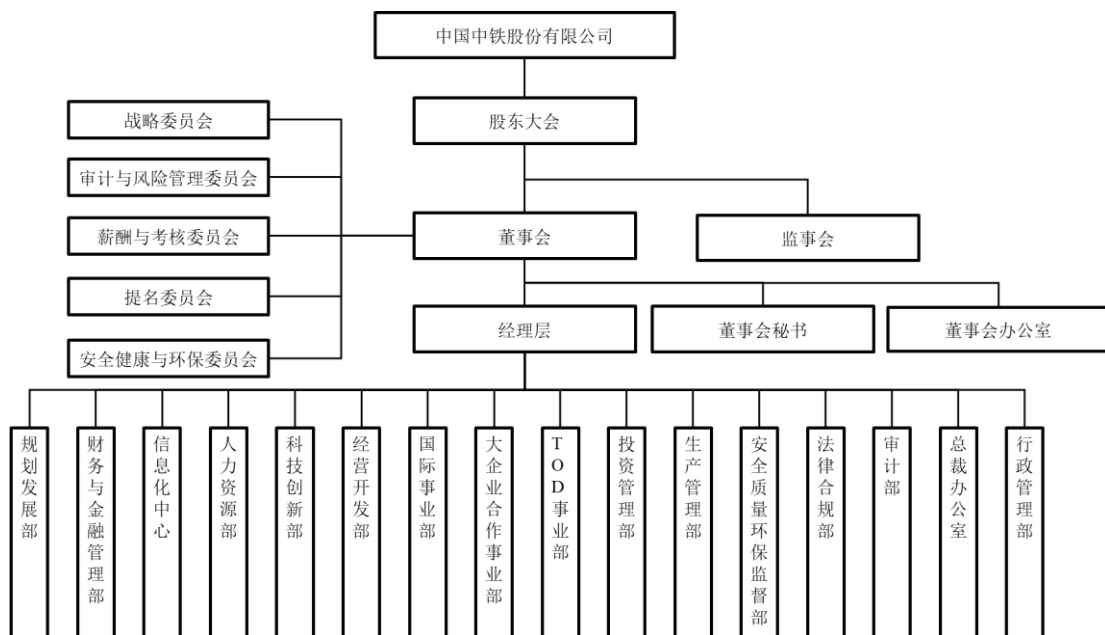 中国中铁股份有限公司
股东大会
战略委员会
审计与风险管理委员会
薪酬与考核委员会
提名委员会
安全健康与环保委员会
董事会
监事会
经理层
董事会秘书
董事会办公室
规划发展部
财务与金融管理部
信息化中心
人力资源部
科技创新部
经营开发部
国际事业部
大企业合作事业部
TOD事业部
投资管理部
生产管理部
安全质量环保监督部
法律合规部
审计部
总裁办公室
行政管理部